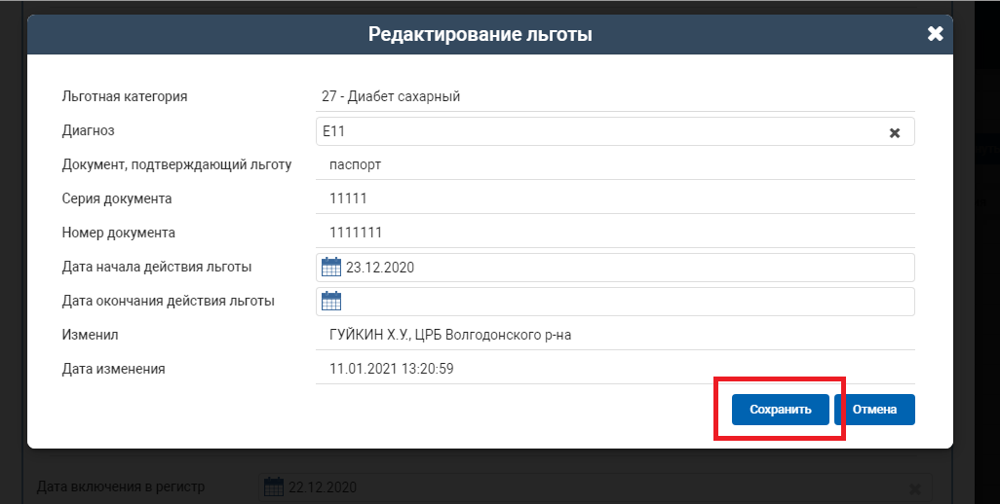 Редактирование льготы
Льготная категория 27 - Диабет сахарный
Диагноз E11
Документ, подтверждающий льготу паспорт
Серия документа 11111
Номер документа 1111111
Дата начала действия льготы 23.12.2020
Дата окончания действия льготы
Изменил ГУЙКИН Х.У., ЦРБ Волгодонского р-на
Дата изменения 11.01.2021 13:20:59
Сохранить Отмена
Дата включения в регистр 22.12.2020